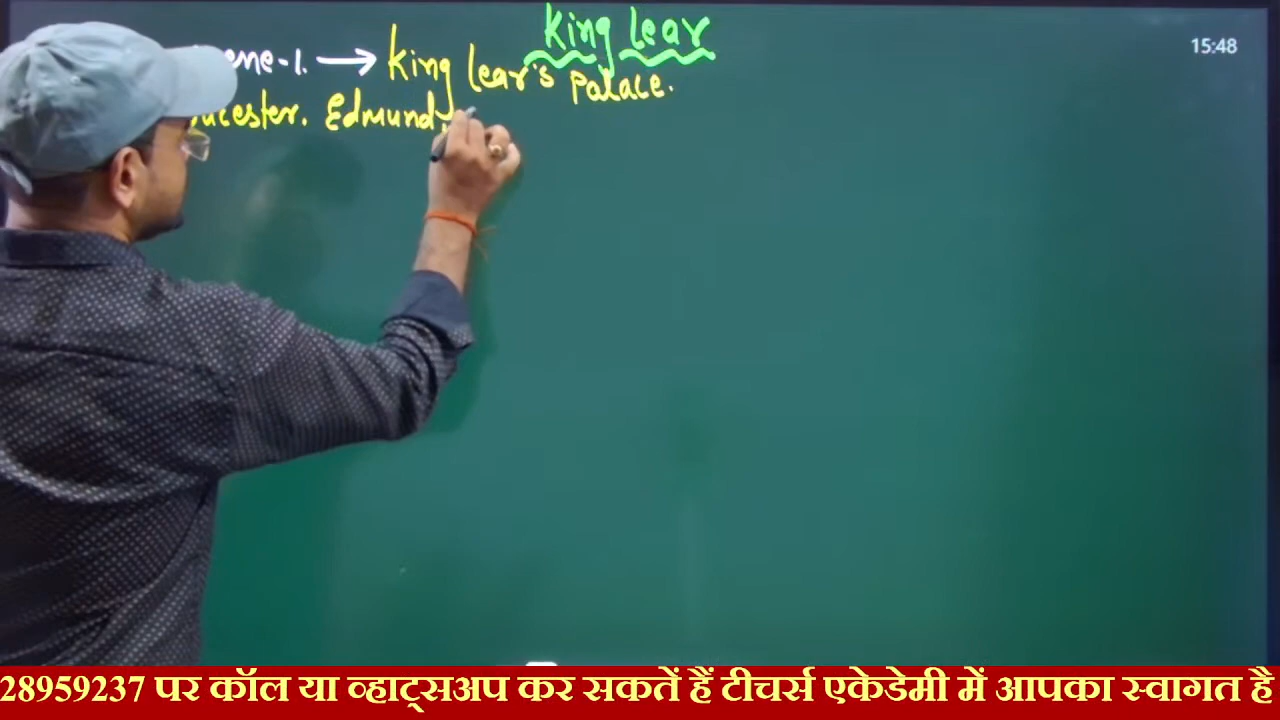 King Lear
15:48
ene-1. → King Lear's Palace.
ucester. Edmund
28959237 पर कॉल या व्हाट्सअप कर सकतें हैं टीचर्स एकेडेमी में आपका स्वागत है